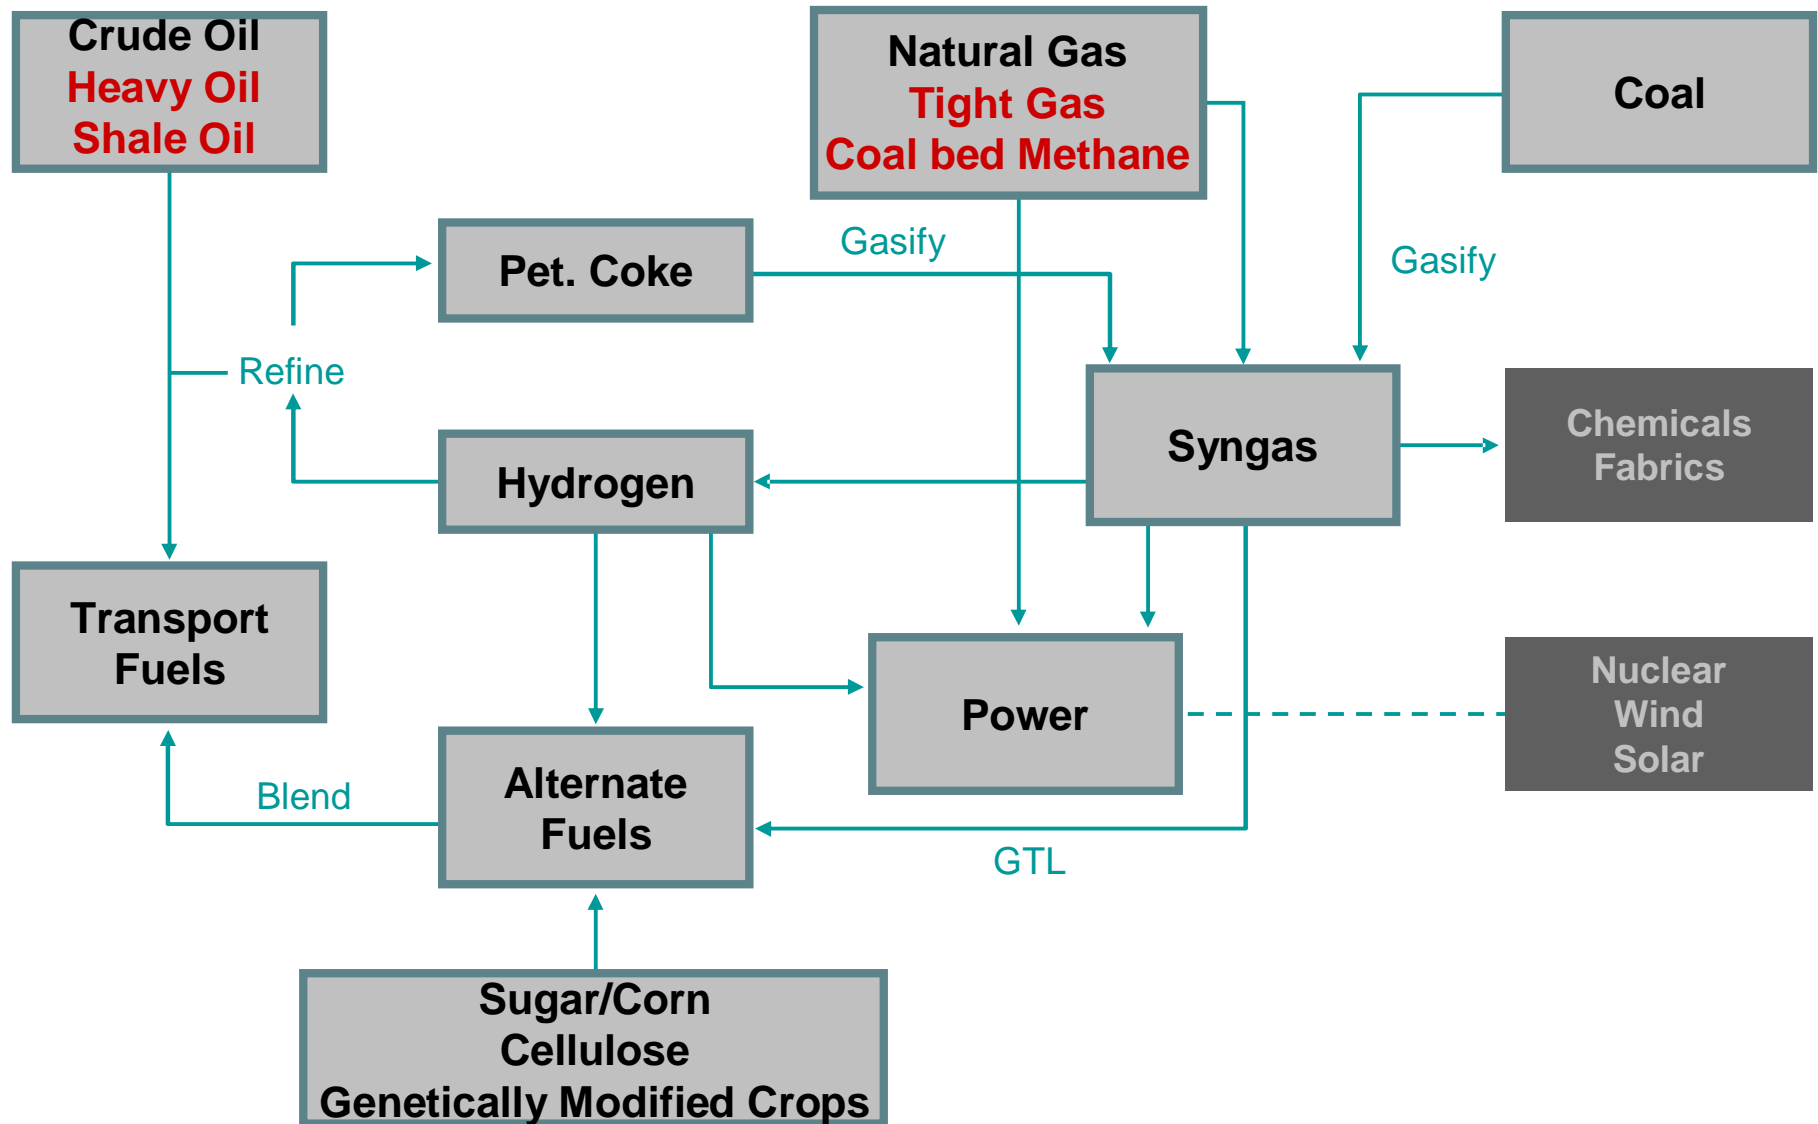 Crude Oil
Heavy Oil
Shale Oil
Natural Gas
Tight Gas
Coal bed Methane
Coal
Pet. Coke
Gasify
Gasify
Refine
Syngas
Chemicals
Fabrics
Hydrogen
Transport
Fuels
Power
Nuclear
Wind
Solar
Blend
Alternate
Fuels
GTL
Sugar/Corn
Cellulose
Genetically Modified Crops